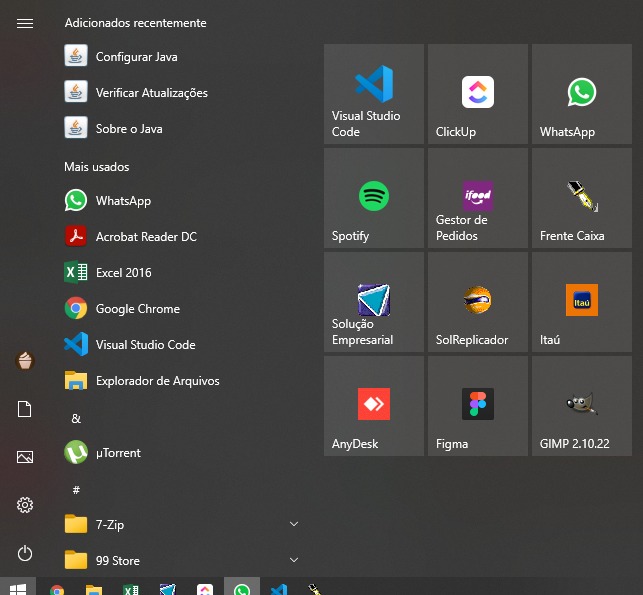 Adicionados recentemente
Configurar Java
Verificar Atualizações
Sobre o Java
Mais usados
WhatsApp
Acrobat Reader DC
Excel 2016
Google Chrome
Visual Studio Code
Explorador de Arquivos
&
µTorrent
#
7-Zip
99 Store
Visual Studio
Code
ClickUp
WhatsApp
Spotify
ifood
Gestor de
Pedidos
Frente Caixa
Solução
Empresarial
SolReplicador
Itaú
Itaú
AnyDesk
Figma
GIMP 2.10.22